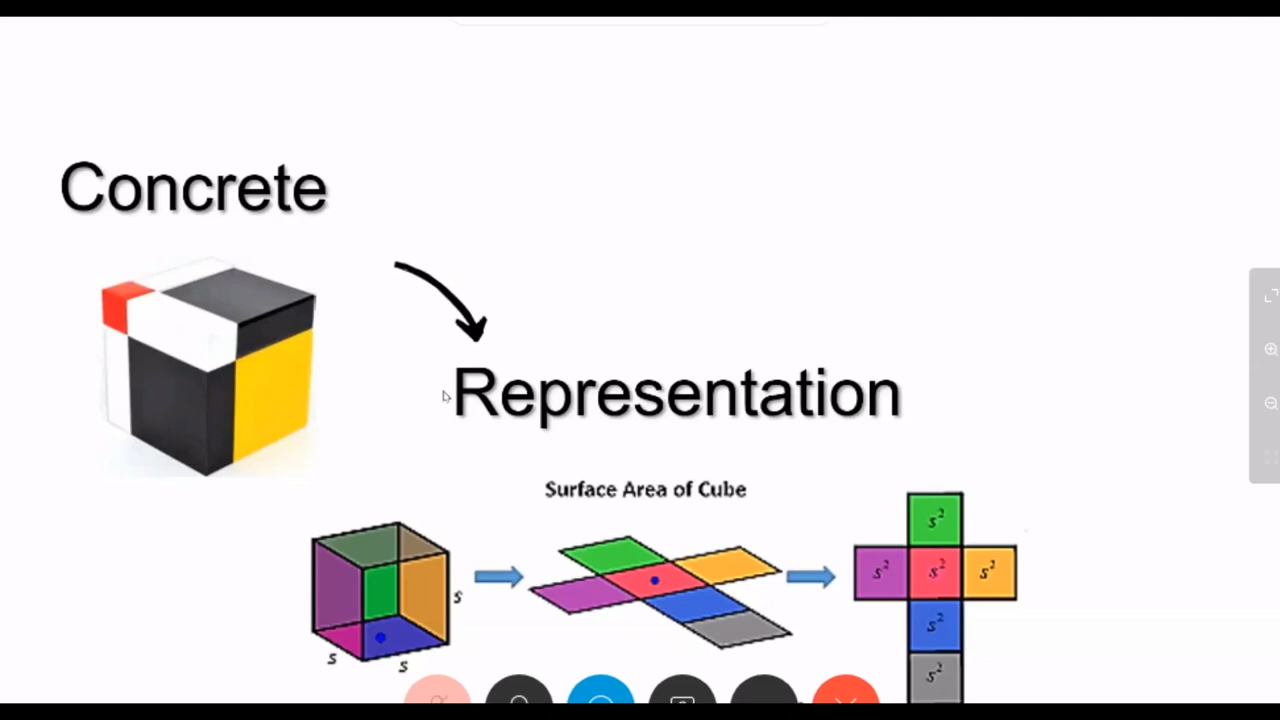 Concrete
Representation
Surface Area of Cube
s
s
s
s²
s² s² s²
s²
s²